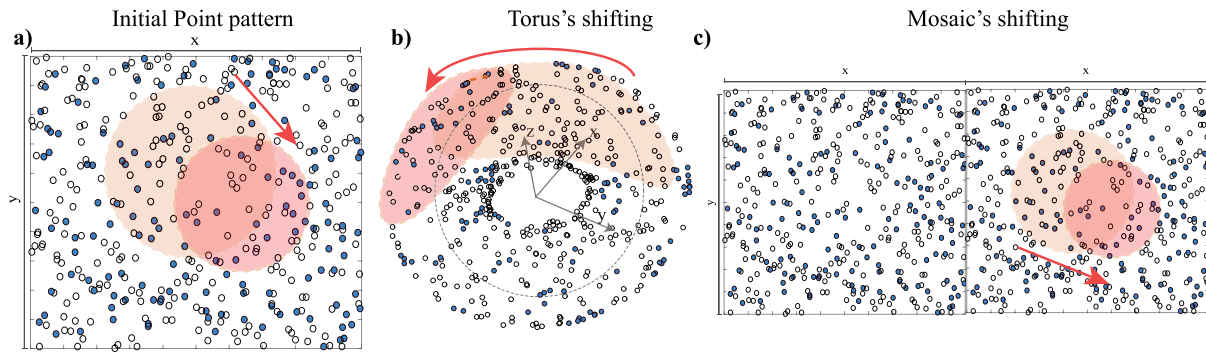 Initial Point pattern
Torus's shifting
Mosaic's shifting
a)
x
y
b)
z
x
y
c)
x
x
y